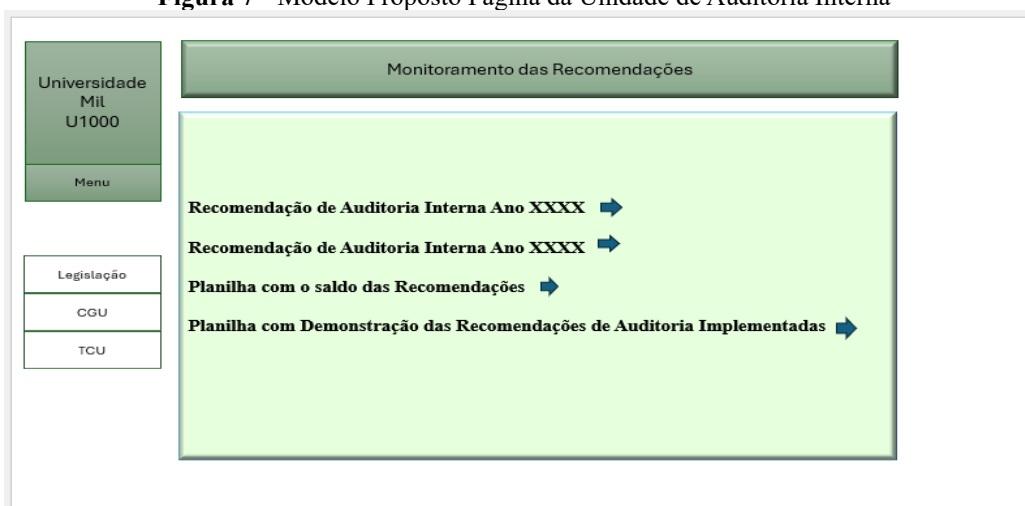 Figura 7 - Modelo Proposto Página da Unidade de Auditoria Interna
Universidade
Mil
U1000
Menu
Legislação
CGU
TCU
Monitoramento das Recomendações
Recomendação de Auditoria Interna Ano XXXX
Recomendação de Auditoria Interna Ano XXXX
Planilha com o saldo das Recomendações
Planilha com Demonstração das Recomendações de Auditoria Implementadas